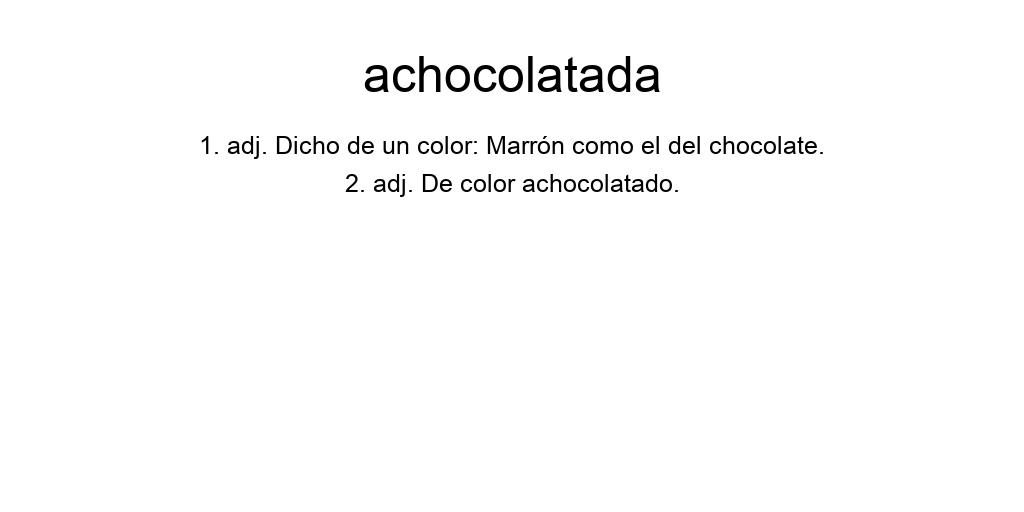 achocolatada
1. adj. Dicho de un color: Marrón como el del chocolate.
2. adj. De color achocolatado.